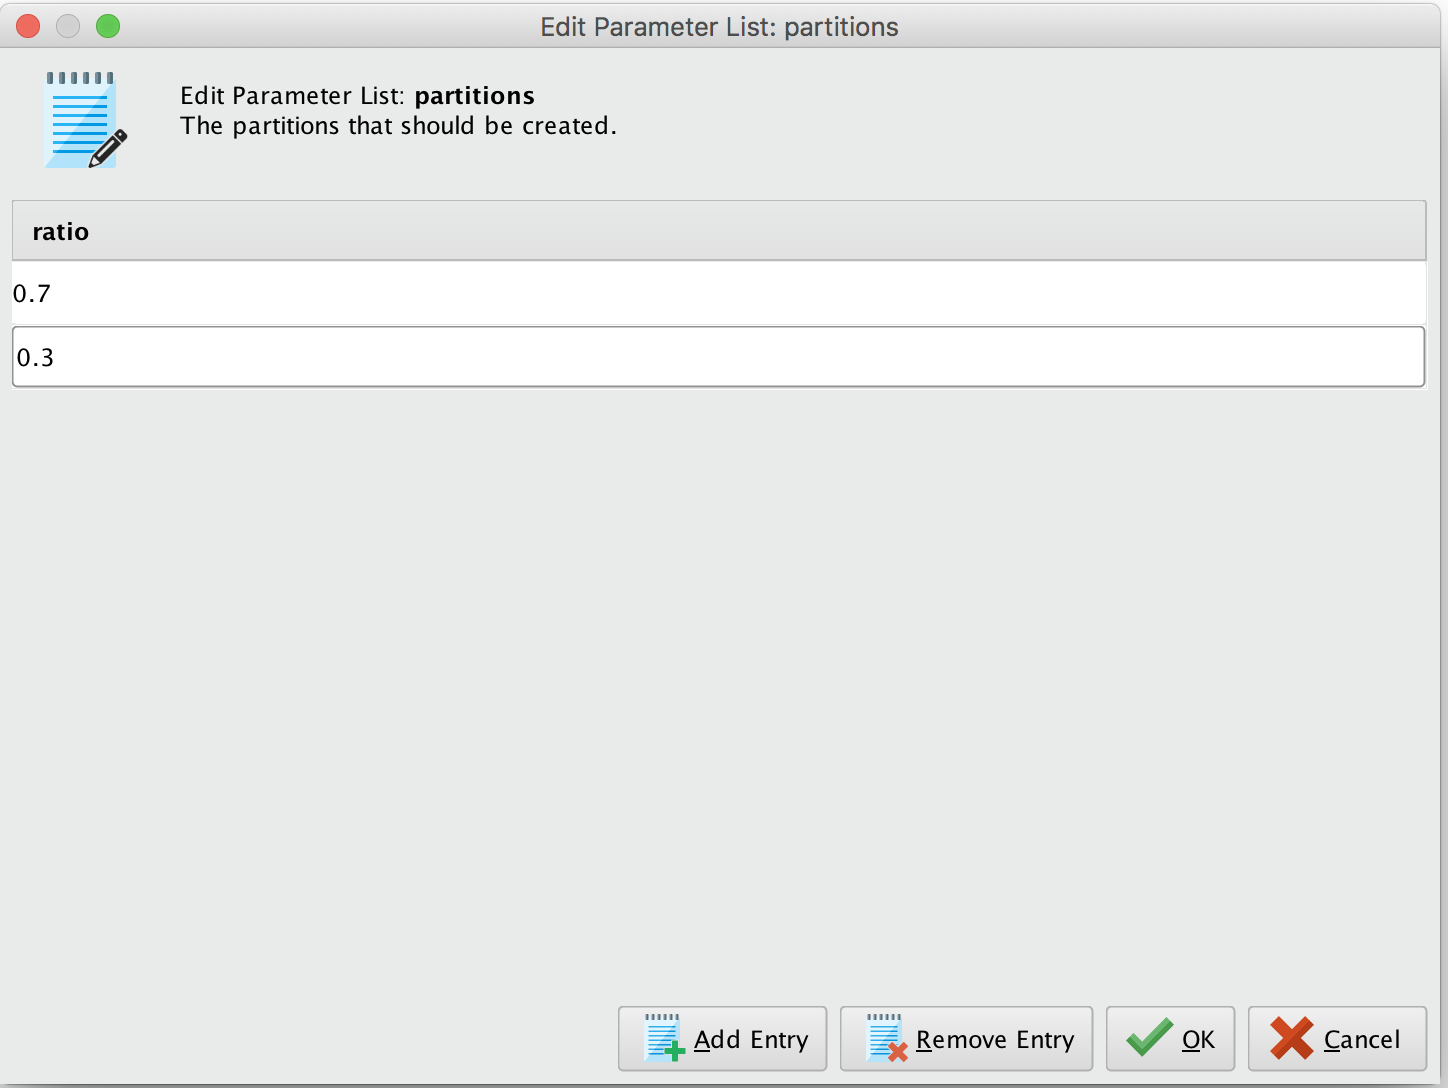 Edit Parameter List: partitions
Edit Parameter List: partitions
The partitions that should be created.
ratio
0.7
0.3
Add Entry
Remove Entry
OK
Cancel